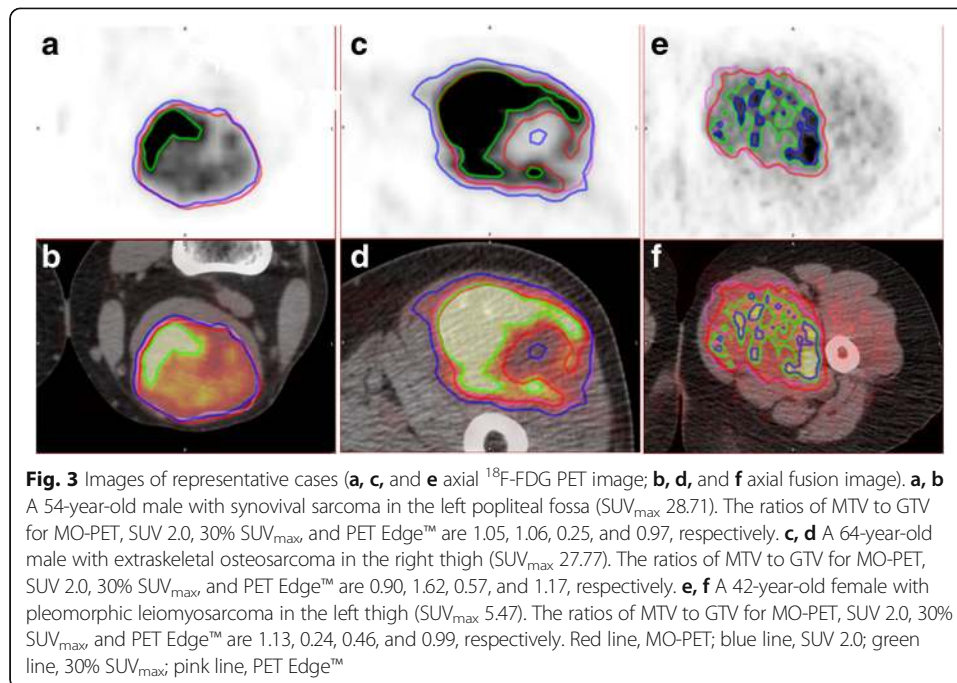 a
c
e
b
d
f
Fig. 3 Images of representative cases (a, c, and e axial ¹⁸F-FDG PET image; b, d, and f axial fusion image). a, b
A 54-year-old male with synovial sarcoma in the left popliteal fossa (SUVmax 28.71). The ratios of MTV to GTV
for MO-PET, SUV 2.0, 30% SUVmax, and PET Edge™ are 1.05, 1.06, 0.25, and 0.97, respectively. c, d A 64-year-old
male with extraskeletal osteosarcoma in the right thigh (SUVmax 27.77). The ratios of MTV to GTV for MO-PET,
SUV 2.0, 30% SUVmax, and PET Edge™ are 0.90, 1.62, 0.57, and 1.17, respectively. e, f A 42-year-old female with
pleomorphic leiomyosarcoma in the left thigh (SUVmax 5.47). The ratios of MTV to GTV for MO-PET, SUV 2.0, 30%
SUVmax, and PET Edge™ are 1.13, 0.24, 0.46, and 0.99, respectively. Red line, MO-PET; blue line, SUV 2.0; green
line, 30% SUVmax; pink line, PET Edge™